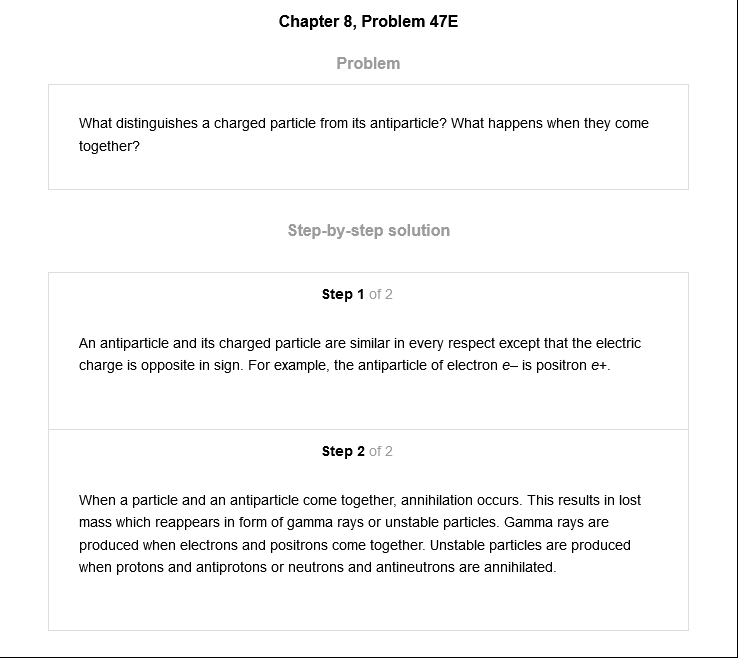 Chapter 8, Problem 47E
Problem
What distinguishes a charged particle from its antiparticle? What happens when they come
together?
Step-by-step solution
Step 1 of 2
An antiparticle and its charged particle are similar in every respect except that the electric
charge is opposite in sign. For example, the antiparticle of electron e– is positron e+.
Step 2 of 2
When a particle and an antiparticle come together, annihilation occurs. This results in lost
mass which reappears in form of gamma rays or unstable particles. Gamma rays are
produced when electrons and positrons come together. Unstable particles are produced
when protons and antiprotons or neutrons and antineutrons are annihilated.